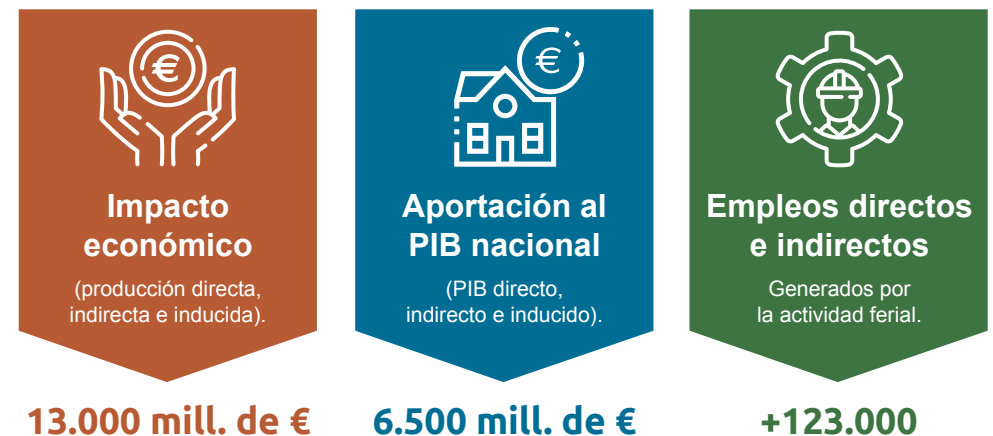 €
Impacto
económico
(producción directa,
indirecta e inducida).
13.000 mill. de €
€
Aportación al
PIB nacional
(PIB directo,
indirecto e inducido).
6.500 mill. de €
Empleos directos
e indirectos
Generados por
la actividad ferial.
+123.000